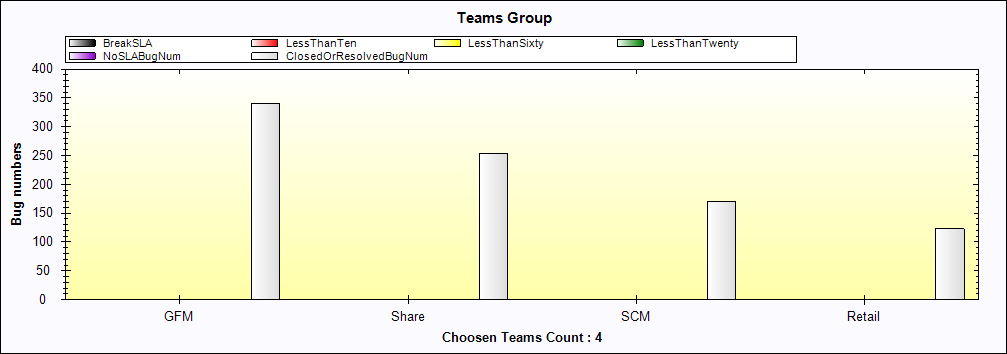 Teams Group
BreakSLA LessThanTen LessThanSixty LessThanTwenty
NoSLABugNum ClosedOrResolvedBugNum
400
350
300
250
200
150
100
50
0
Bug numbers
GFM Share SCM Retail
Choosen Teams Count : 4